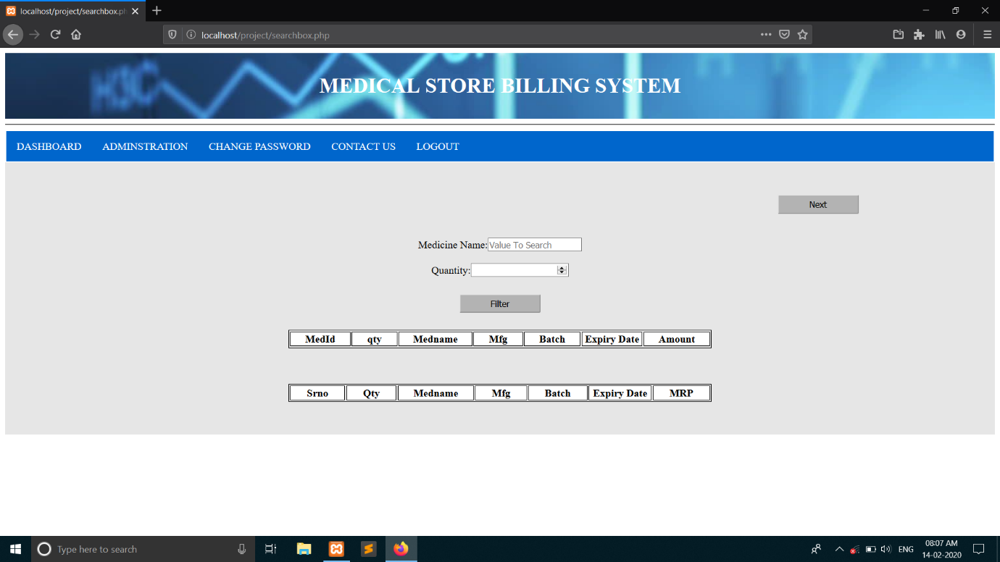 localhost/project/searchbox.ph
localhost/project/searchbox.php
MEDICAL STORE BILLING SYSTEM
DASHBOARD ADMINSTRATION CHANGE PASSWORD CONTACT US LOGOUT
Next
Medicine Name: Value To Search
Quantity:
Filter
MedId qty Medname Mfg Batch Expiry Date Amount
Srno Qty Medname Mfg Batch Expiry Date MRP
Type here to search
ENG
08:07 AM
14-02-2020